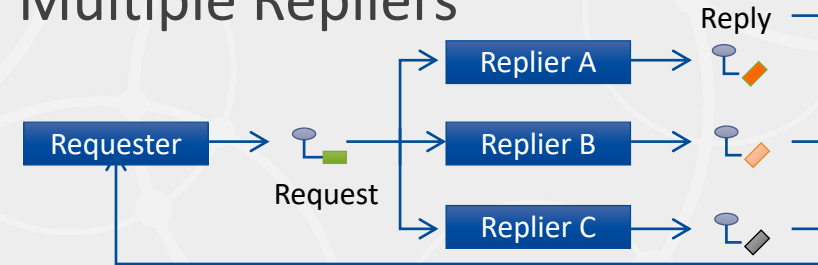 Multiple Repliers
Reply
Replier A
Requester
Replier B
Request
Replier C